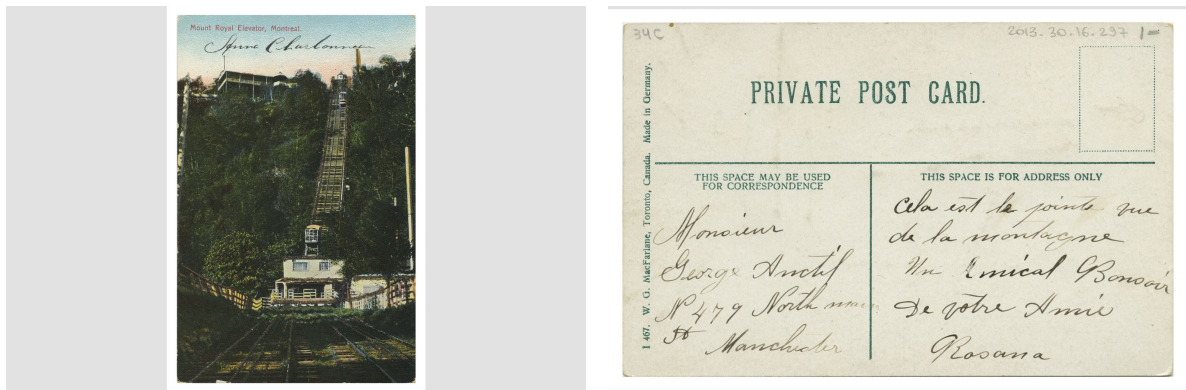 Mount Royal Elevator, Montreal.
Anne Charbonneau
34C
2013.30.16.297
PRIVATE POST CARD.
I 467. W. G. MacFarlane, Toronto, Canada. Made in Germany.
THIS SPACE MAY BE USED
FOR CORRESPONDENCE
Monsieur
George Anctil
N 479 North main
St
Manchester
THIS SPACE IS FOR ADDRESS ONLY
Cela est le pointe vue
de la montagne
Un Amical Bonsoir
De votre Amie
Rosana